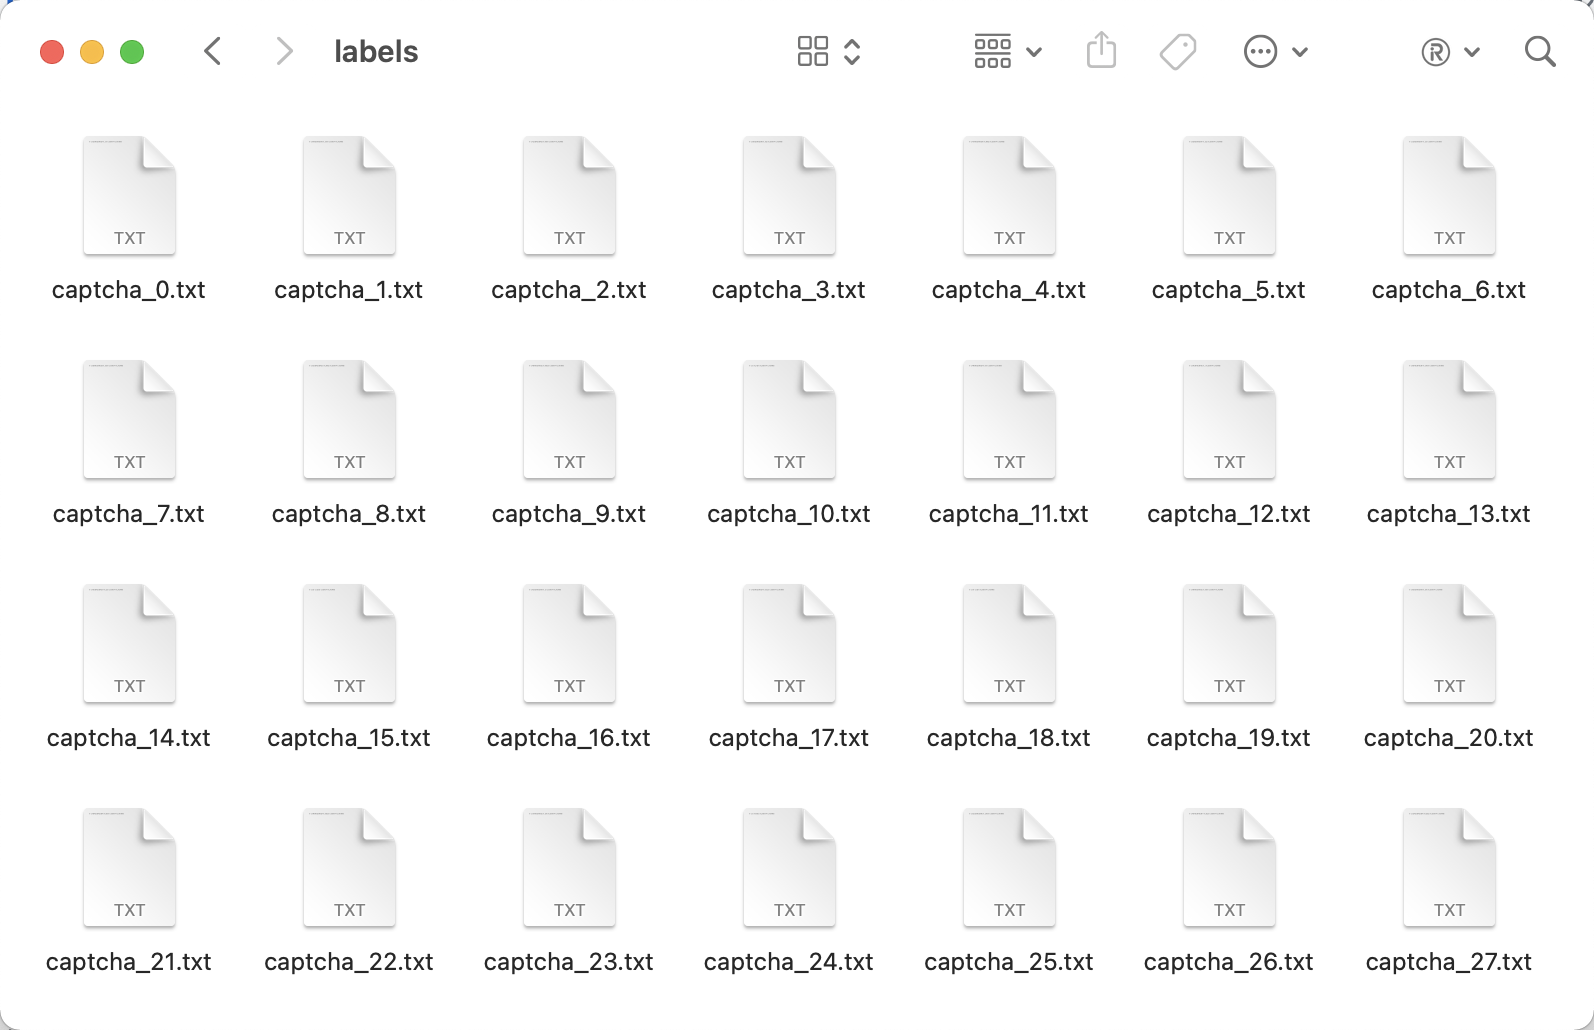 labels
TXT TXT TXT TXT TXT TXT TXT
captcha_0.txt captcha_1.txt captcha_2.txt captcha_3.txt captcha_4.txt captcha_5.txt captcha_6.txt
TXT TXT TXT TXT TXT TXT TXT
captcha_7.txt captcha_8.txt captcha_9.txt captcha_10.txt captcha_11.txt captcha_12.txt captcha_13.txt
TXT TXT TXT TXT TXT TXT TXT
captcha_14.txt captcha_15.txt captcha_16.txt captcha_17.txt captcha_18.txt captcha_19.txt captcha_20.txt
TXT TXT TXT TXT TXT TXT TXT
captcha_21.txt captcha_22.txt captcha_23.txt captcha_24.txt captcha_25.txt captcha_26.txt captcha_27.txt